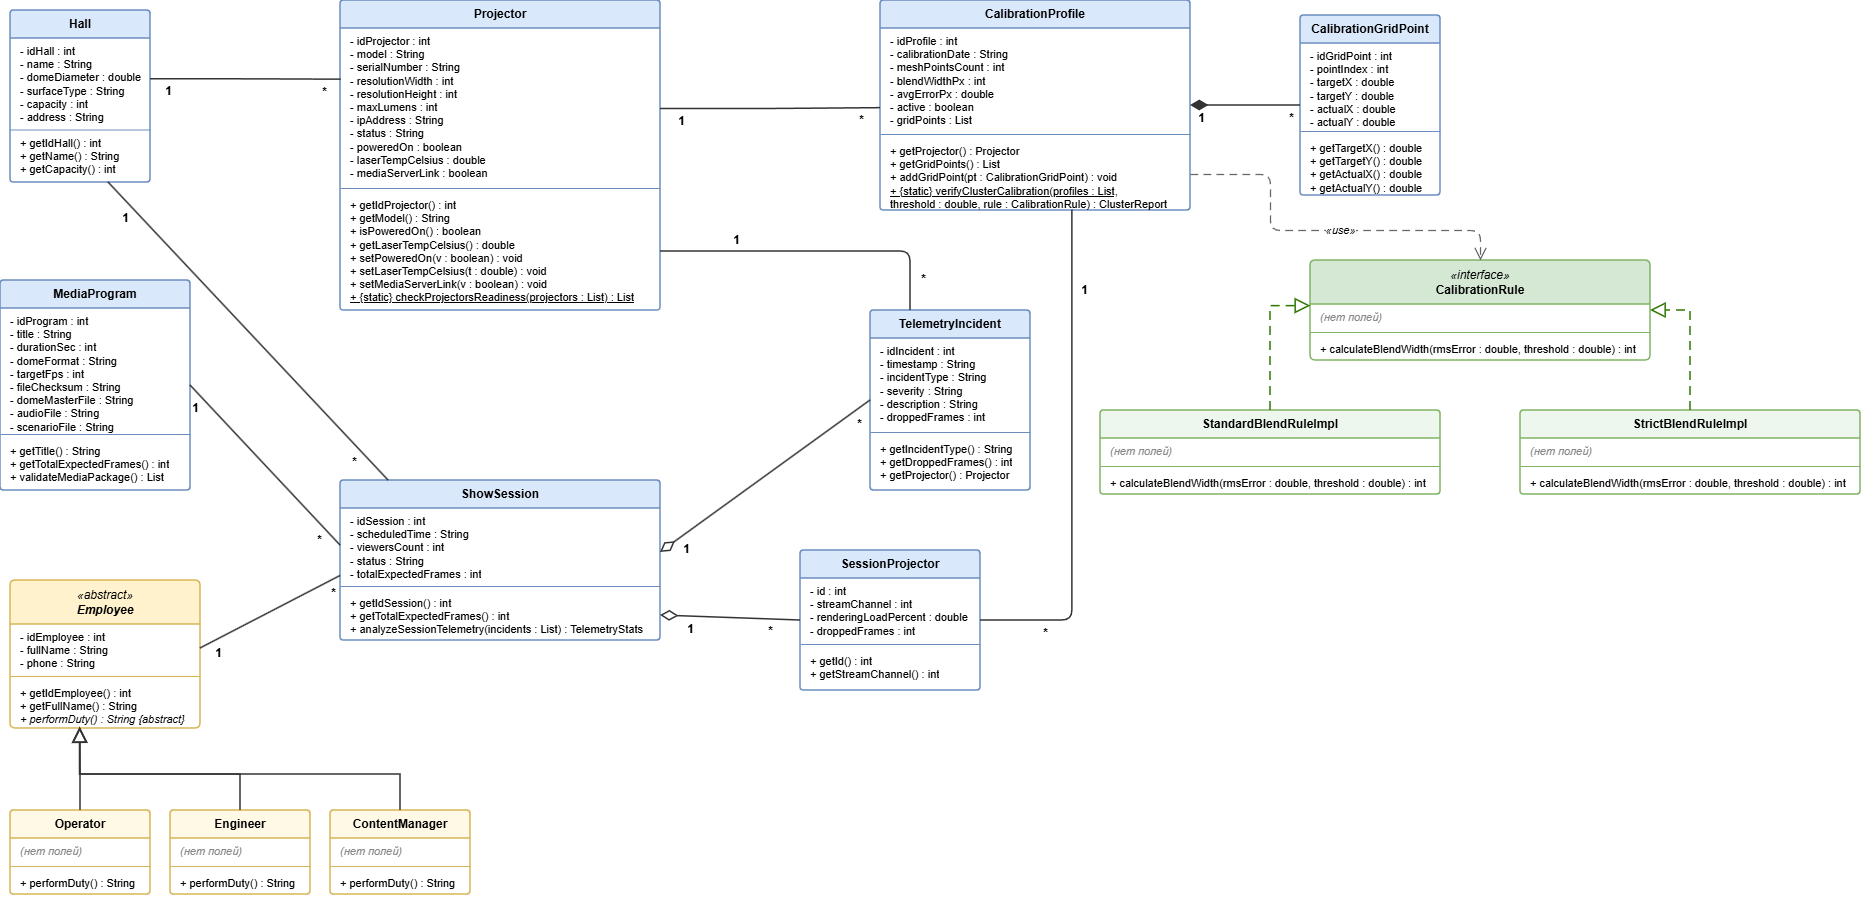 Hall
- idHall : int
- name : String
- domeDiameter : double
- surfaceType : String
- capacity : int
- address : String
+ getIdHall() : int
+ getName() : String
+ getCapacity() : int
1
*
1
*
Projector
- idProjector : int
- model : String
- serialNumber : String
- resolutionWidth : int
- resolutionHeight : int
- maxLumens : int
- ipAddress : String
- status : String
- poweredOn : boolean
- laserTempCelsius : double
- mediaServerLink : boolean
+ getIdProjector() : int
+ getModel() : String
+ isPoweredOn() : boolean
+ getLaserTempCelsius() : double
+ setPoweredOn(v : boolean) : void
+ setLaserTempCelsius(t : double) : void
+ setMediaServerLink(v : boolean) : void
+ {static} checkProjectorsReadiness(projectors : List) : List
1
*
1
*
CalibrationProfile
- idProfile : int
- calibrationDate : String
- meshPointsCount : int
- blendWidthPx : int
- avgErrorPx : double
- active : boolean
- gridPoints : List
+ getProjector() : Projector
+ getGridPoints() : List
+ addGridPoint(pt : CalibrationGridPoint) : void
+ {static} verifyClusterCalibration(profiles : List,
threshold : double, rule : CalibrationRule) : ClusterReport
1
*
1
*
CalibrationGridPoint
- idGridPoint : int
- pointIndex : int
- targetX : double
- targetY : double
- actualX : double
- actualY : double
+ getTargetX() : double
+ getTargetY() : double
+ getActualX() : double
+ getActualY() : double
«use»
«interface»
CalibrationRule
(нет полей)
+ calculateBlendWidth(rmsError : double, threshold : double) : int
StandardBlendRuleImpl
(нет полей)
+ calculateBlendWidth(rmsError : double, threshold : double) : int
StrictBlendRuleImpl
(нет полей)
+ calculateBlendWidth(rmsError : double, threshold : double) : int
MediaProgram
- idProgram : int
- title : String
- durationSec : int
- domeFormat : String
- targetFps : int
- fileChecksum : String
- domeMasterFile : String
- audioFile : String
- scenarioFile : String
+ getTitle() : String
+ getTotalExpectedFrames() : int
+ validateMediaPackage() : List
1
*
TelemetryIncident
- idIncident : int
- timestamp : String
- incidentType : String
- severity : String
- description : String
- droppedFrames : int
+ getIncidentType() : String
+ getDroppedFrames() : int
+ getProjector() : Projector
*
1
ShowSession
- idSession : int
- scheduledTime : String
- viewersCount : int
- status : String
- totalExpectedFrames : int
+ getIdSession() : int
+ getTotalExpectedFrames() : int
+ analyzeSessionTelemetry(incidents : List) : TelemetryStats
1
*
SessionProjector
- id : int
- streamChannel : int
- renderingLoadPercent : double
- droppedFrames : int
+ getId() : int
+ getStreamChannel() : int
«abstract»
Employee
- idEmployee : int
- fullName : String
- phone : String
+ getIdEmployee() : int
+ getFullName() : String
+ performDuty() : String {abstract}
1
*
Operator
(нет полей)
+ performDuty() : String
Engineer
(нет полей)
+ performDuty() : String
ContentManager
(нет полей)
+ performDuty() : String